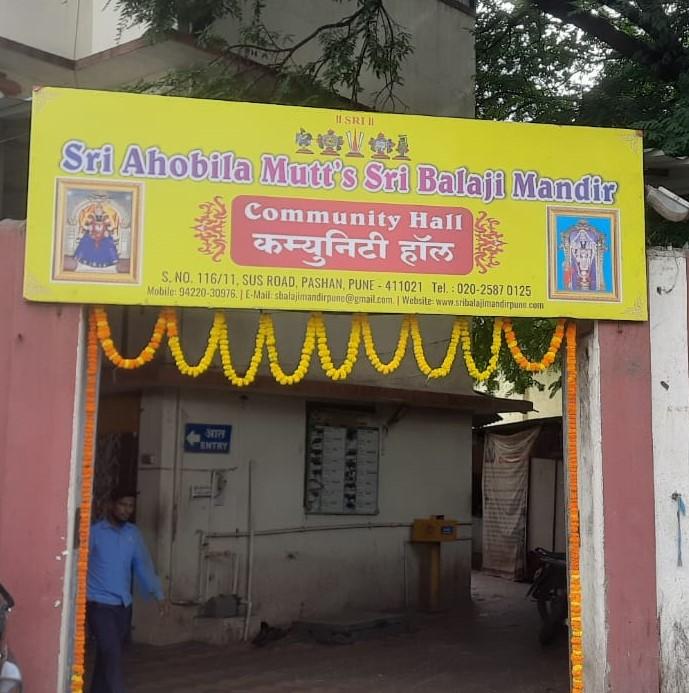 ॥ SRI ॥
Sri Ahobila Mutt's Sri Balaji Mandir
Community Hall
कम्युनिटी हॉल
S. NO. 116/11, SUS ROAD, PASHAN, PUNE - 411021 Tel. : 020-2587 0125
Mobile: 94220-30976. | E-Mail: sbalajimandirpune@gmail.com. | Website: www.sribalajimandirpune.com
आत
ENTRY